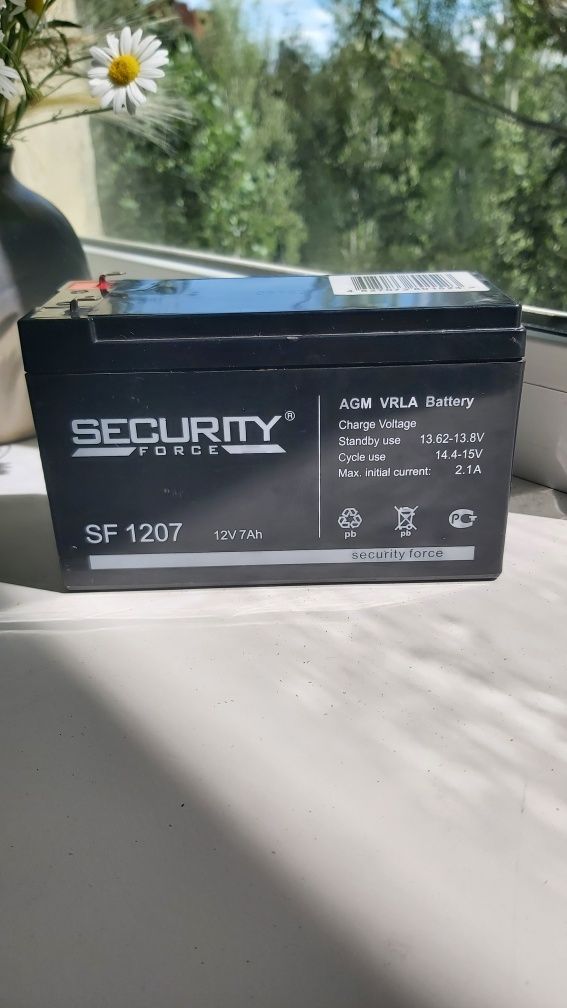 SECURITY®
FORCE
SF 1207 12V 7Ah
AGM VRLA Battery
Charge Voltage
Standby use 13.62-13.8V
Cycle use 14.4-15V
Max. initial current: 2.1A
pb pb
PCT
security force